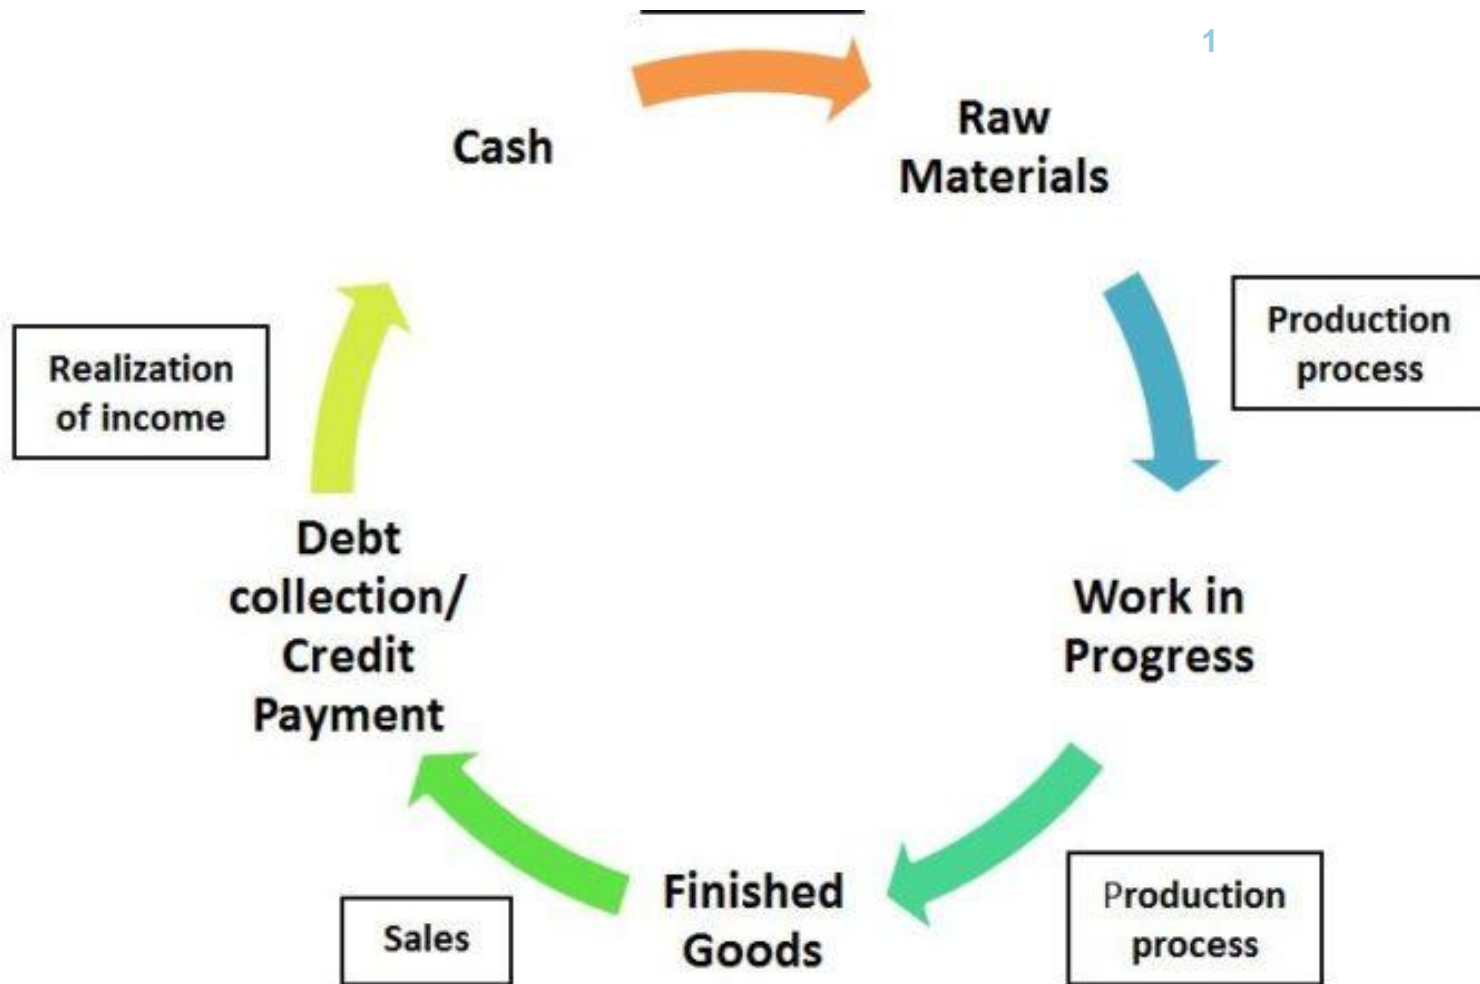 1
Cash
Raw
Materials
Production
process
Realization
of income
Debt
collection/
Credit
Payment
Work in
Progress
Finished
Goods
Production
process
Sales